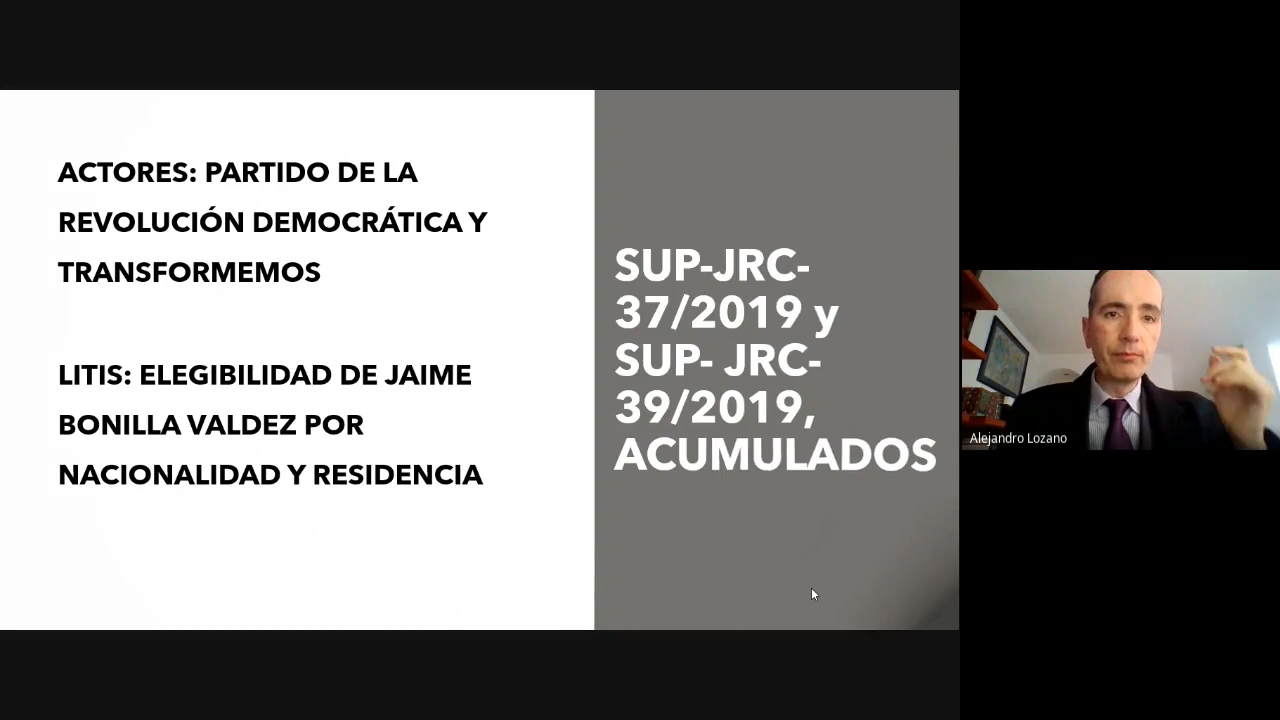 ACTORES: PARTIDO DE LA
REVOLUCIÓN DEMOCRÁTICA Y
TRANSFORMEMOS
LITIS: ELEGIBILIDAD DE JAIME
BONILLA VALDEZ POR
NACIONALIDAD Y RESIDENCIA
SUP-JRC-
37/2019 y
SUP- JRC-
39/2019,
ACUMULADOS
Alejandro Lozano